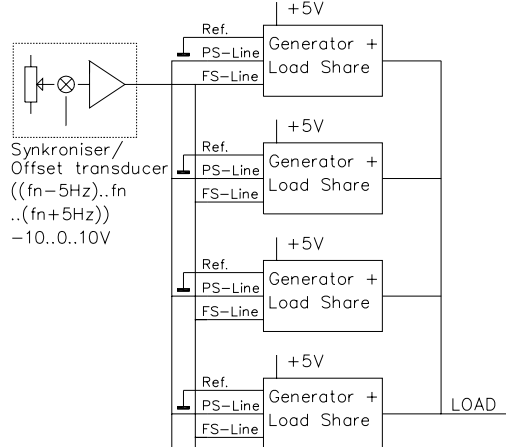 +5V
Ref.
PS-Line
FS-Line
Generator +
Load Share
Synkroniser/
Offset transducer
((fn-5Hz)..fn
..(fn+5Hz))
-10..0..10V
+5V
Ref.
PS-Line
FS-Line
Generator +
Load Share
+5V
Ref.
PS-Line
FS-Line
Generator +
Load Share
+5V
Ref.
PS-Line
FS-Line
Generator +
Load Share
LOAD